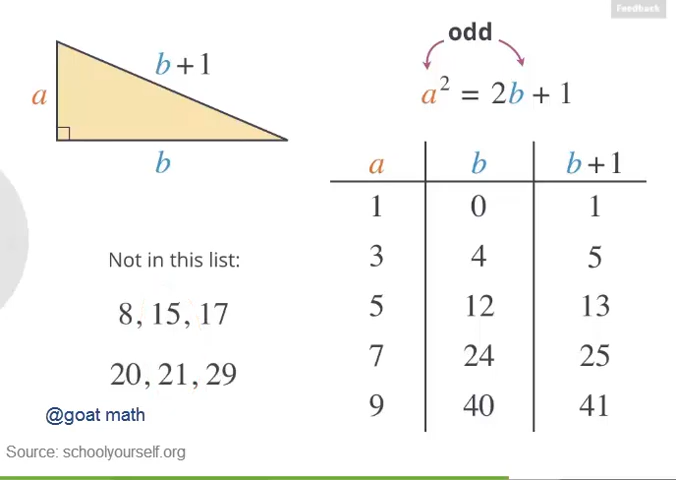 Feedback
odd
b + 1
a
a² = 2b + 1
b
a b b + 1
1 0 1
3 4 5
5 12 13
7 24 25
9 40 41
Not in this list:
8, 15, 17
20, 21, 29
@goat math
Source: schoolyourself.org